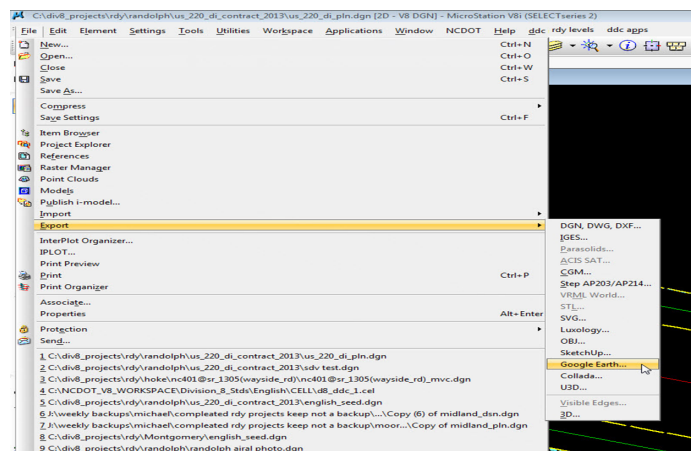 C:\div8_projects\rdy\randolph\us_220_di_contract_2013\us_220_di_pln.dgn [2D - V8 DGN] - MicroStation V8i (SELECTseries 2)
File Edit Element Settings Tools Utilities Workspace Applications Window NCDOT Help ddc rdy levels ddc apps
New... Ctrl+N
Open... Ctrl+O
Close Ctrl+W
Save Ctrl+S
Save As...
Compress
Save Settings Ctrl+F
Item Browser
Project Explorer
References
Raster Manager
Point Clouds
Models
Publish i-model...
Import
Export
InterPlot Organizer...
IPLOT...
Print Preview
Print Ctrl+P
Print Organizer
Associate...
Properties Alt+Enter
Protection
Send...
1 C:\div8_projects\rdy\randolph\us_220_di_contract_2013\us_220_di_pln.dgn
2 C:\div8_projects\rdy\randolph\us_220_di_contract_2013\sdv test.dgn
3 C:\div8_projects\rdy\hoke\nc401@sr_1305(wayside_rd)\nc401@sr_1305(wayside_rd)_mvc.dgn
4 C:\NCDOT_V8_WORKSPACE\Division_8_Stds\English\CELL\d8_ddc_1.cel
5 C:\div8_projects\rdy\randolph\us_220_di_contract_2013\english_seed.dgn
6 J:\weekly backups\michael\compleated rdy projects keep not a backup\...\Copy (6) of midland_dsn.dgn
7 J:\weekly backups\michael\compleated rdy projects keep not a backup\moor...\Copy of midland_pln.dgn
8 C:\div8_projects\rdy\Montgomery\english_seed.dgn
9 C:\div8_projects\rdy\randolph\randolph airal photo.dgn
DGN, DWG, DXF...
IGES...
Parasolids...
ACIS SAT...
CGM...
Step AP203/AP214...
VRML World...
STL...
SVG...
Luxology...
OBJ...
SketchUp...
Google Earth...
Collada...
U3D...
Visible Edges...
3D...